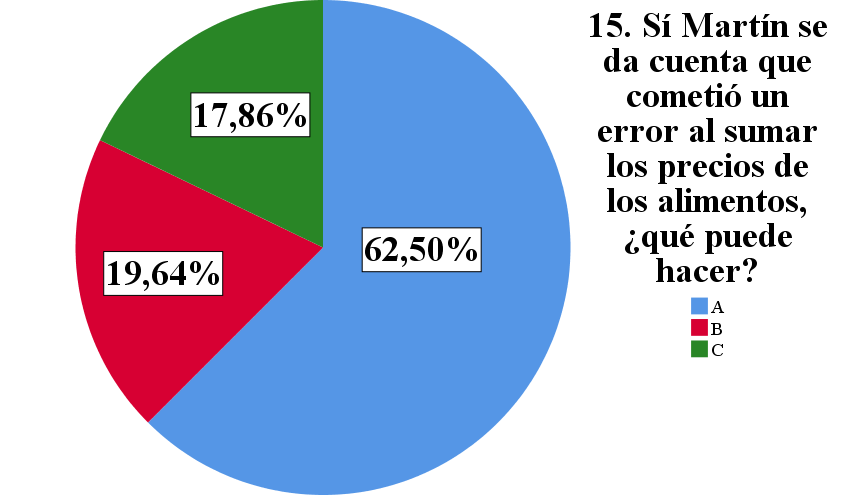 15. Sí Martín se
da cuenta que
cometió un
error al sumar
los precios de
los alimentos,
¿qué puede
hacer?
A
B
C
17,86%
62,50%
19,64%